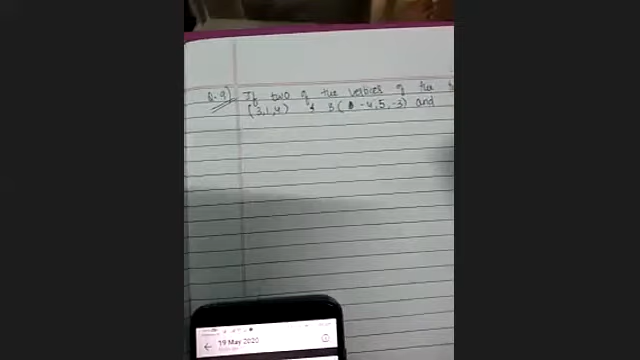 Q.9) If two of the vertices of the
(3,1,4) & B( -4,5,-3) and
19 May 2020